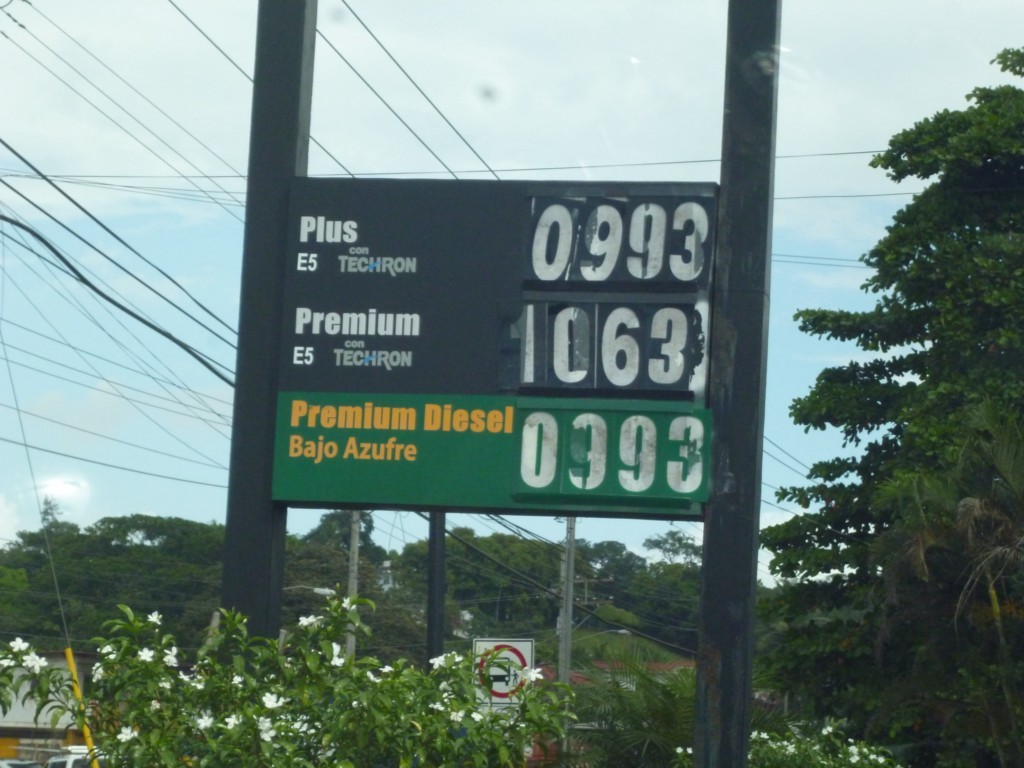 Plus
con
E5 TECHRON
0993
Premium
con
E5 TECHRON
1063
Premium Diesel
Bajo Azufre
0993